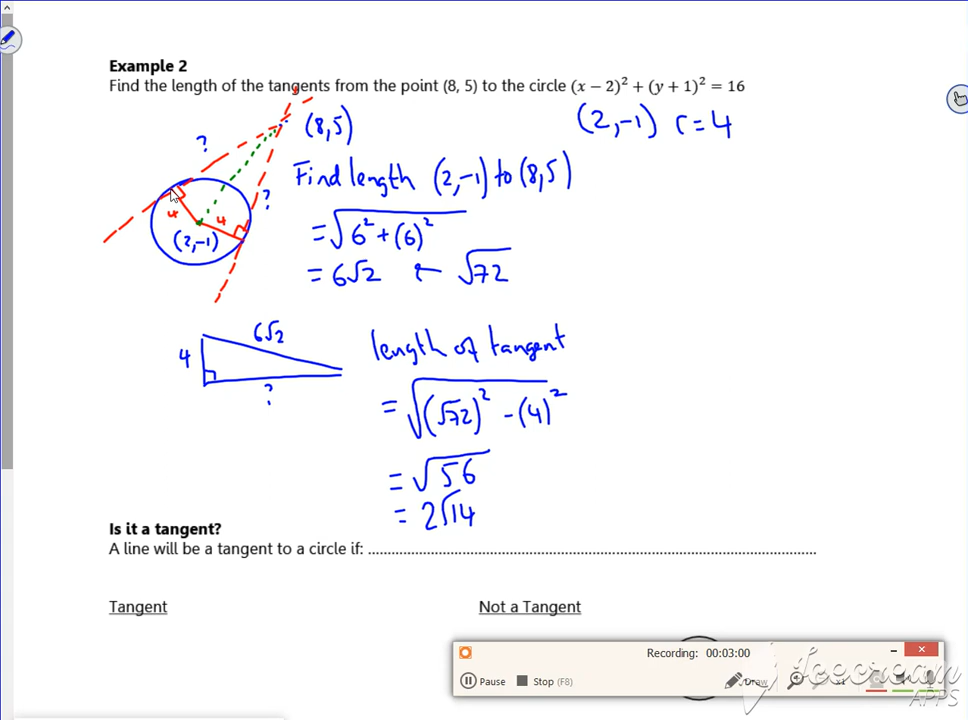 Example 2
Find the length of the tangents from the point (8, 5) to the circle (x − 2)² + (y + 1)² = 16
(8,5)
(2,-1) r=4
?
Find length (2,-1) to (8,5)
?
4 4
(2,-1)
= √6² + (6)²
= 6√2 ← √72
6√2
4
?
length of tangent
= √(√72)² - (4)²
= √56
= 2√14
Is it a tangent?
A line will be a tangent to a circle if: ........................................................................
Tangent Not a Tangent
Recording: 00:03:00
Pause Stop (F8) Draw x1
Icecream
APPS